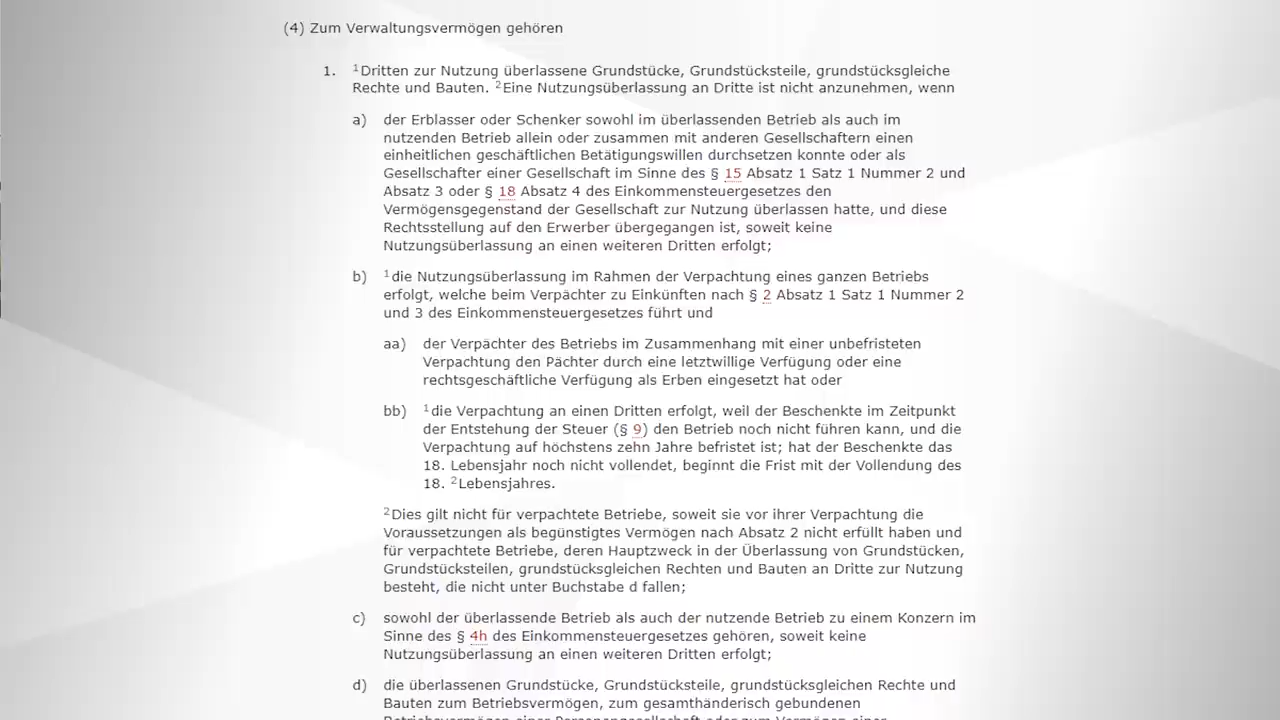 (4) Zum Verwaltungsvermögen gehören
1. ¹Dritten zur Nutzung überlassene Grundstücke, Grundstücksteile, grundstücksgleiche
Rechte und Bauten. ²Eine Nutzungsüberlassung an Dritte ist nicht anzunehmen, wenn
a) der Erblasser oder Schenker sowohl im überlassenden Betrieb als auch im
nutzenden Betrieb allein oder zusammen mit anderen Gesellschaftern einen
einheitlichen geschäftlichen Betätigungswillen durchsetzen konnte oder als
Gesellschafter einer Gesellschaft im Sinne des § 15 Absatz 1 Satz 1 Nummer 2 und
Absatz 3 oder § 18 Absatz 4 des Einkommensteuergesetzes den
Vermögensgegenstand der Gesellschaft zur Nutzung überlassen hatte, und diese
Rechtsstellung auf den Erwerber übergegangen ist, soweit keine
Nutzungsüberlassung an einen weiteren Dritten erfolgt;
b) ¹die Nutzungsüberlassung im Rahmen der Verpachtung eines ganzen Betriebs
erfolgt, welche beim Verpächter zu Einkünften nach § 2 Absatz 1 Satz 1 Nummer 2
und 3 des Einkommensteuergesetzes führt und
aa) der Verpächter des Betriebs im Zusammenhang mit einer unbefristeten
Verpachtung den Pächter durch eine letztwillige Verfügung oder eine
rechtsgeschäftliche Verfügung als Erben eingesetzt hat oder
bb) ¹die Verpachtung an einen Dritten erfolgt, weil der Beschenkte im Zeitpunkt
der Entstehung der Steuer (§ 9) den Betrieb noch nicht führen kann, und die
Verpachtung auf höchstens zehn Jahre befristet ist; hat der Beschenkte das
18. Lebensjahr noch nicht vollendet, beginnt die Frist mit der Vollendung des
18. ²Lebensjahres.
²Dies gilt nicht für verpachtete Betriebe, soweit sie vor ihrer Verpachtung die
Voraussetzungen als begünstigtes Vermögen nach Absatz 2 nicht erfüllt haben und
für verpachtete Betriebe, deren Hauptzweck in der Überlassung von Grundstücken,
Grundstücksteilen, grundstücksgleichen Rechten und Bauten an Dritte zur Nutzung
besteht, die nicht unter Buchstabe d fallen;
c) sowohl der überlassende Betrieb als auch der nutzende Betrieb zu einem Konzern im
Sinne des § 4h des Einkommensteuergesetzes gehören, soweit keine
Nutzungsüberlassung an einen weiteren Dritten erfolgt;
d) die überlassenen Grundstücke, Grundstücksteile, grundstücksgleichen Rechte und
Bauten zum Betriebsvermögen, zum gesamthänderisch gebundenen
Betriebsvermögen einer Personengesellschaft oder zum Vermögen einer